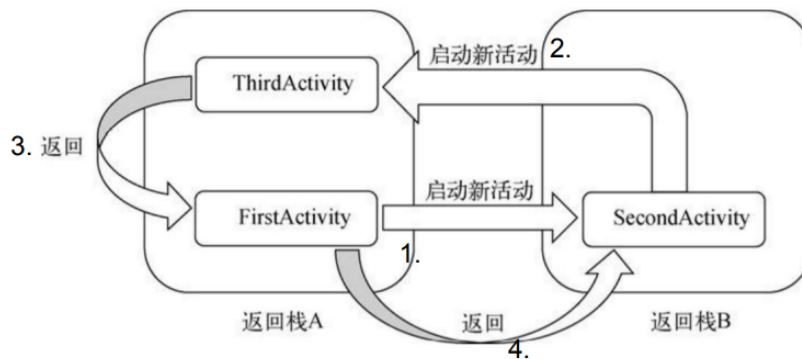 启动新活动 2.
ThirdActivity
3. 返回
启动新活动
FirstActivity
SecondActivity
1.
返回栈A
返回
返回栈B
4.